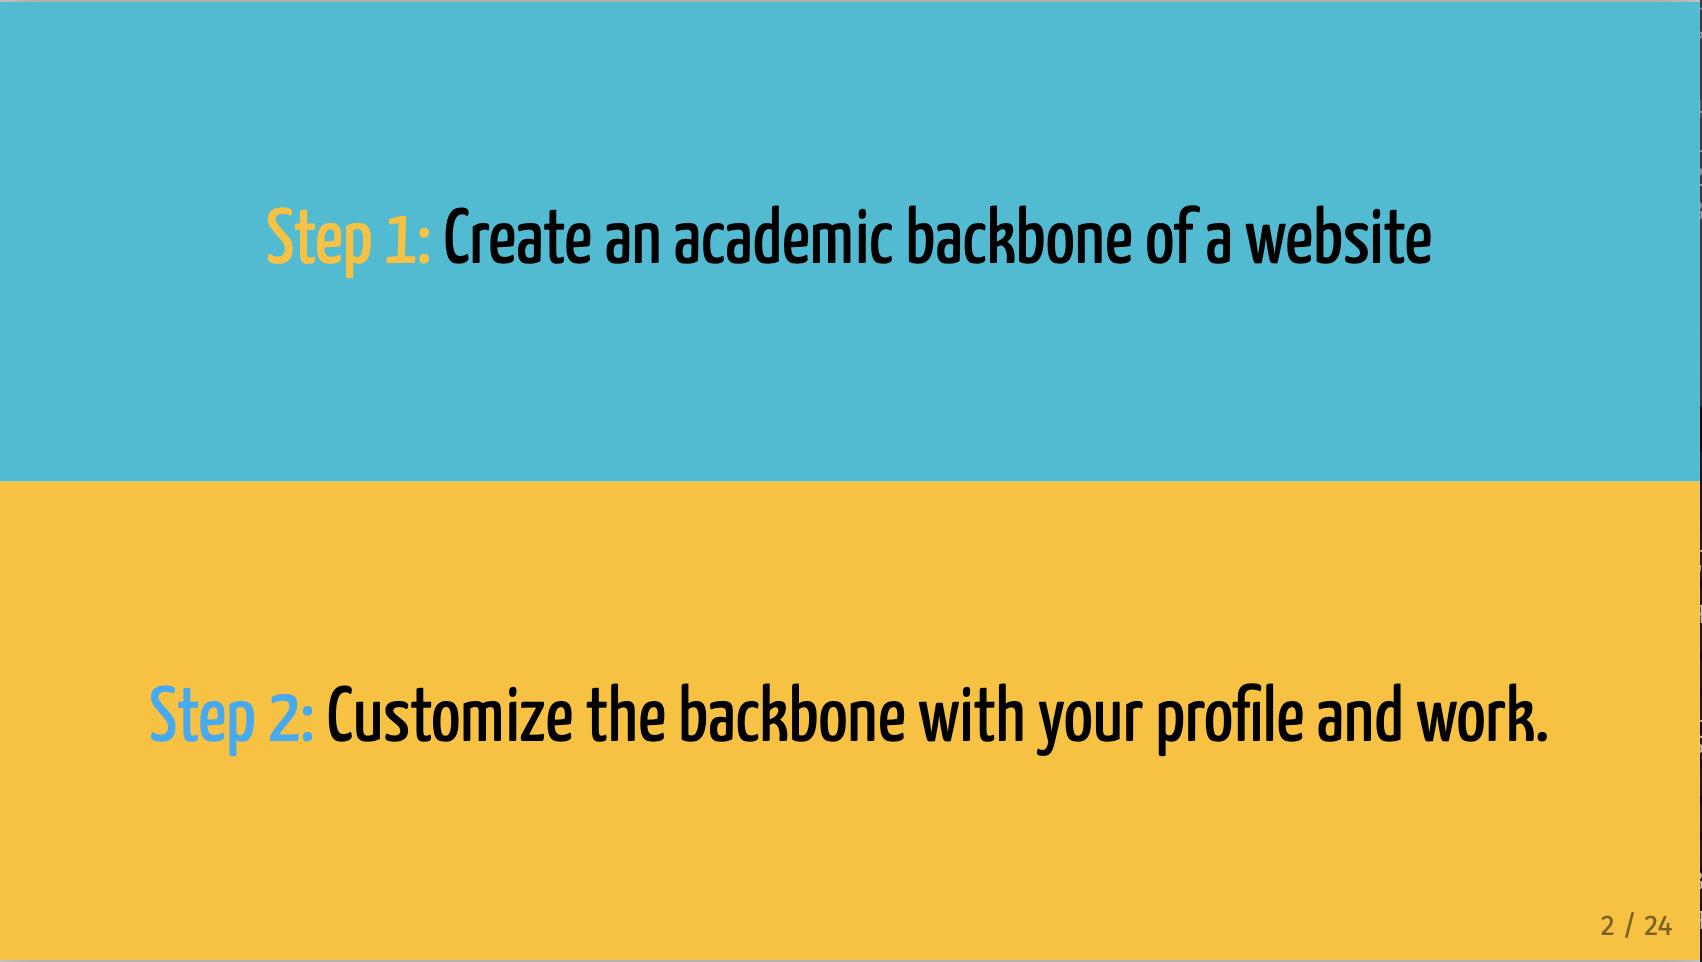 Step 1: Create an academic backbone of a website
Step 2: Customize the backbone with your profile and work.
2 / 24